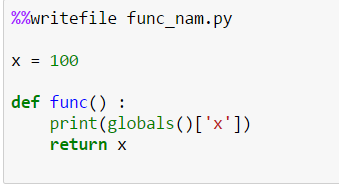 %%writefile func_nam.py
x = 100
def func() :
    print(globals()['x'])
    return x